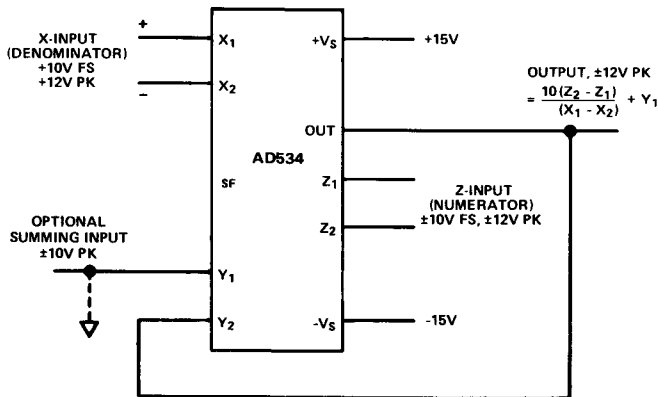 X-INPUT
(DENOMINATOR)
+10V FS
+12V PK
+
−
X1
X2
SF
Y1
Y2
AD534
+VS
OUT
Z1
Z2
-VS
+15V
OUTPUT, ±12V PK
= 10(Z2 - Z1) / (X1 - X2) + Y1
Z-INPUT
(NUMERATOR)
±10V FS, ±12V PK
-15V
OPTIONAL
SUMMING INPUT
±10V PK